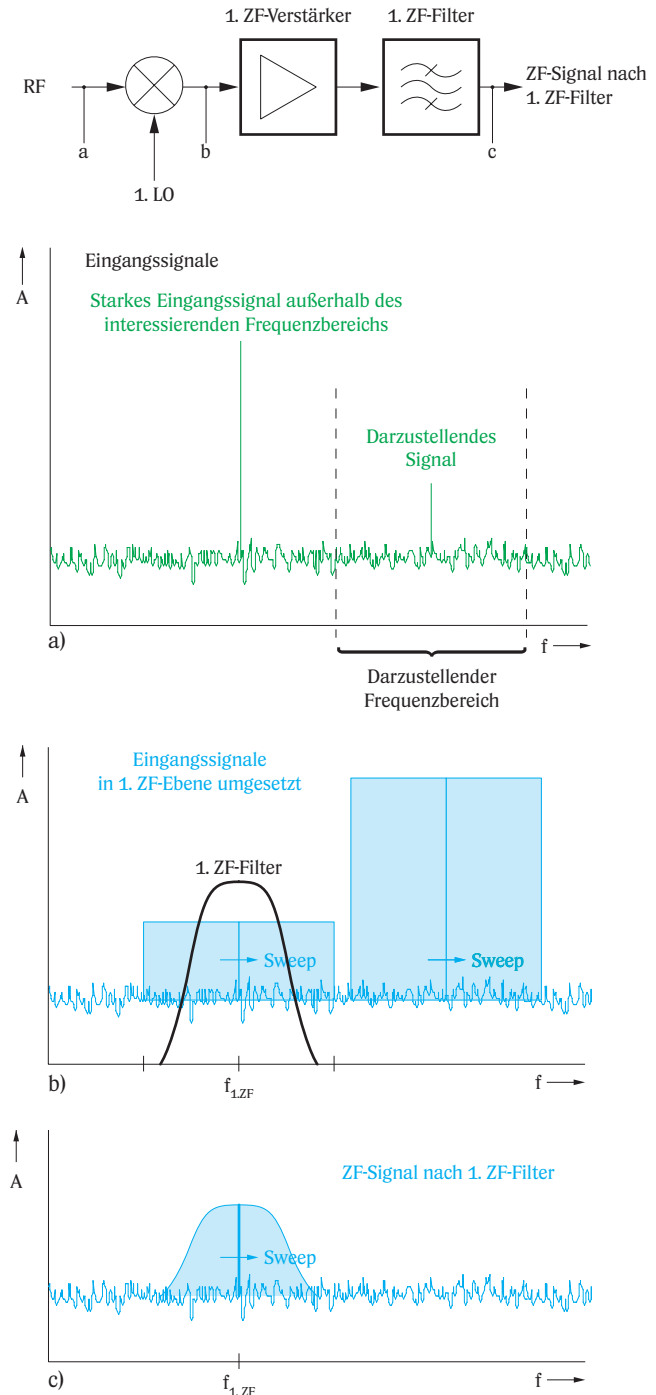 1. ZF-Verstärker
1. ZF-Filter
RF
ZF-Signal nach
1. ZF-Filter
a
b
c
1. LO
A
Eingangssignale
Starkes Eingangssignal außerhalb des
interessierenden Frequenzbereichs
Darzustellendes
Signal
a)
f
Darzustellender
Frequenzbereich
A
Eingangssignale
in 1. ZF-Ebene umgesetzt
1. ZF-Filter
Sweep
Sweep
b)
f1.ZF
f
A
ZF-Signal nach 1. ZF-Filter
Sweep
c)
f1. ZF
f